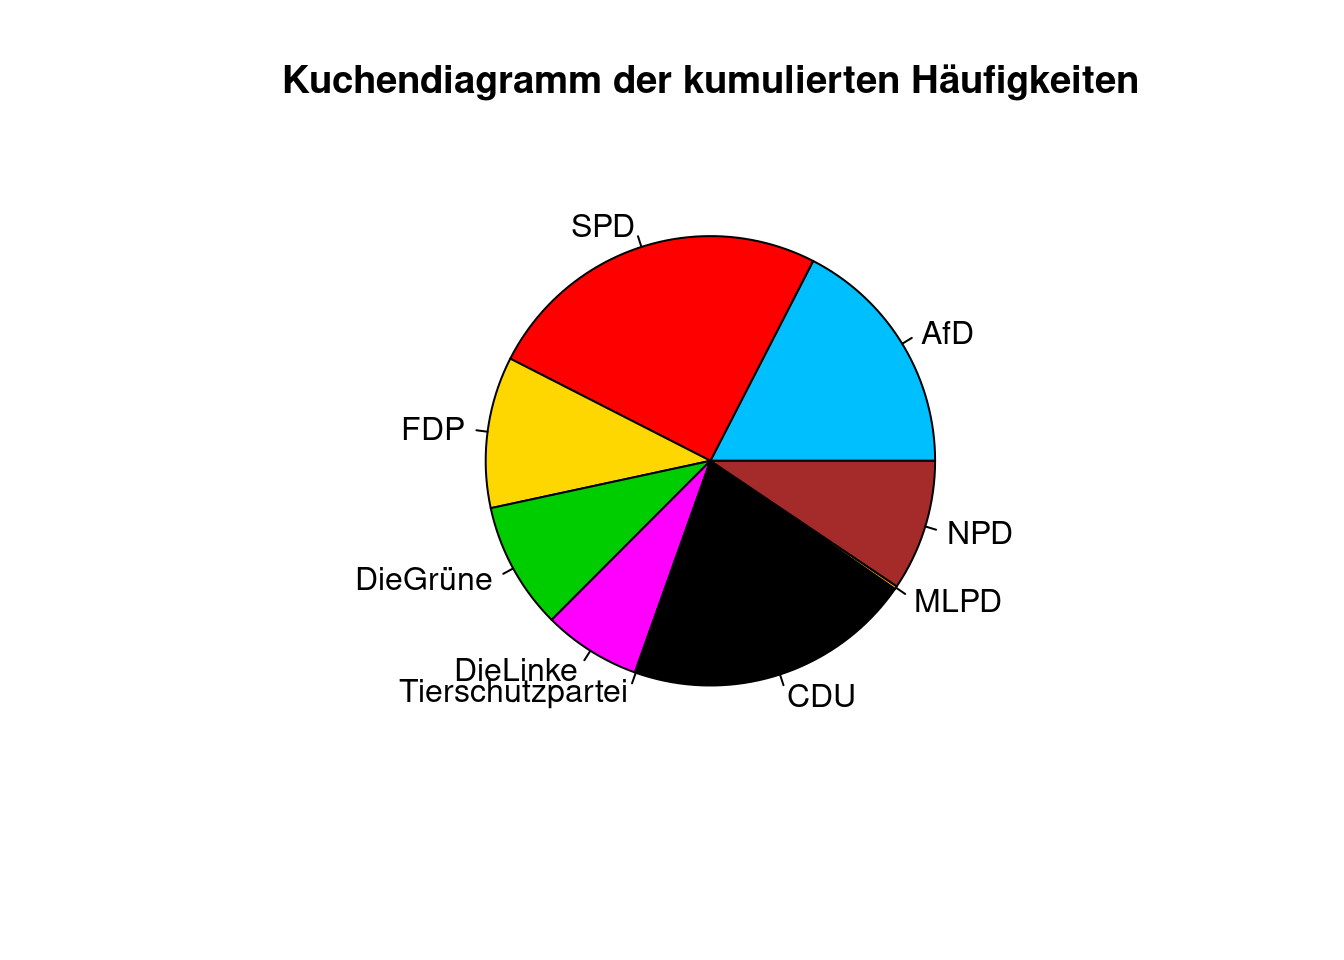 Kuchendiagramm der kumulierten Häufigkeiten
SPD
AfD
FDP
NPD
DieGrüne
MLPD
DieLinke
Tierschutzpartei
CDU